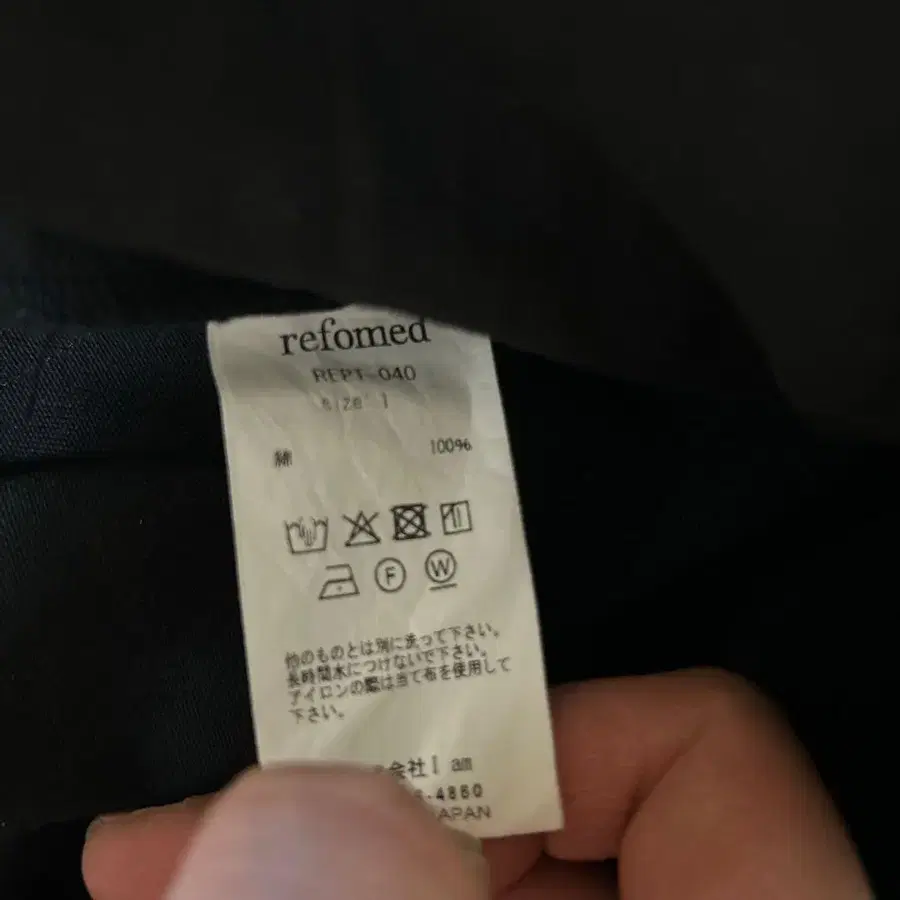 refomed
REPT-040
size 1
綿 100%
F W
他のものとは別に洗って下さい。
長時間水につけないで下さい。
アイロンの際は当て布を使用して
下さい。
会社I am
-4860
JAPAN